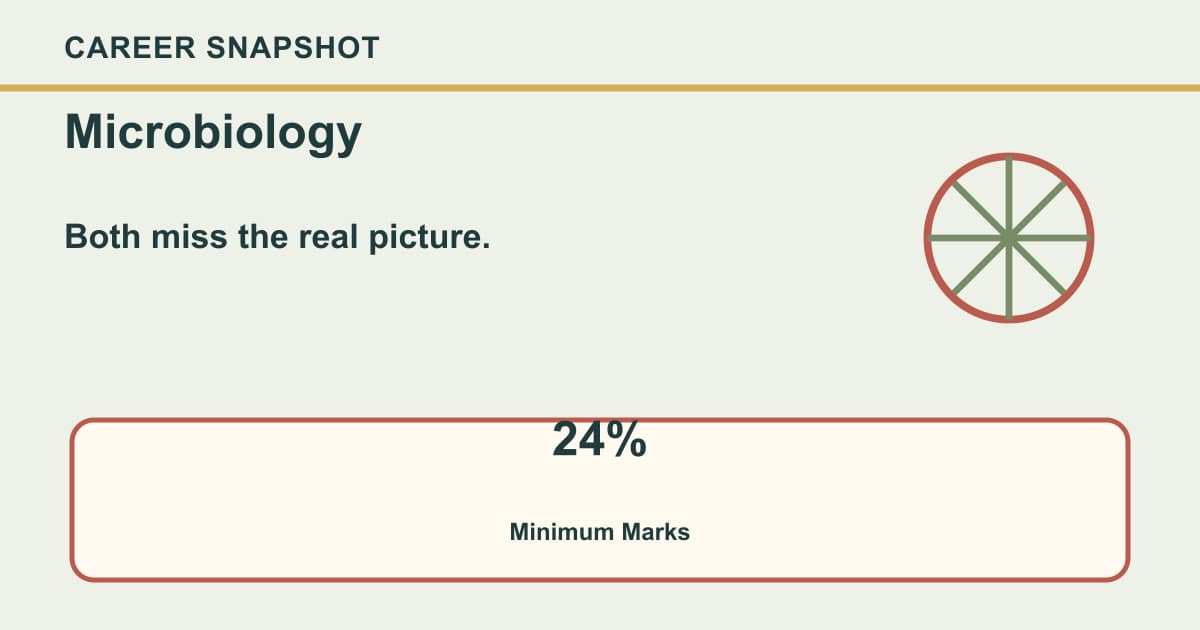 CAREER SNAPSHOT
Microbiology
Both miss the real picture.
24%
Minimum Marks